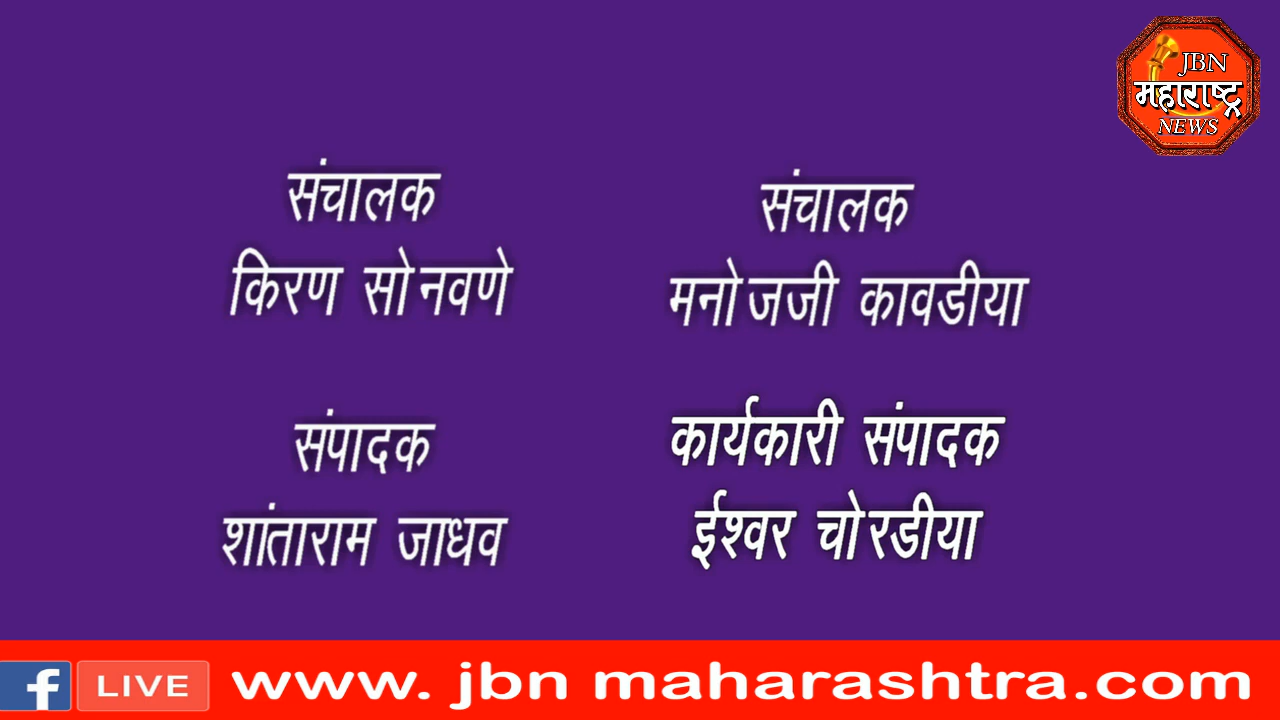 JBN
महाराष्ट्र
NEWS
संचालक
किरण सोनवणे
संचालक
मनोजजी कावडीया
संपादक
शांताराम जाधव
कार्यकारी संपादक
ईश्वर चोरडीया
f LIVE www. jbn maharashtra.com